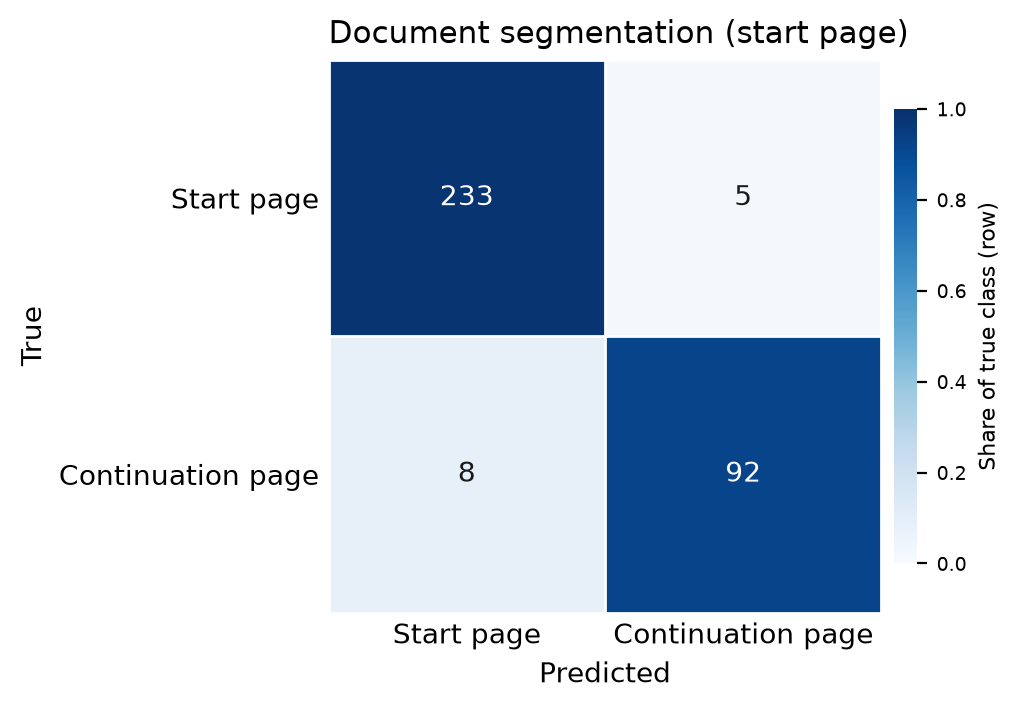 Document segmentation (start page)
True
Start page
Continuation page
233
5
8
92
Start page
Continuation page
Predicted
1.0
0.8
0.6
0.4
0.2
0.0
Share of true class (row)